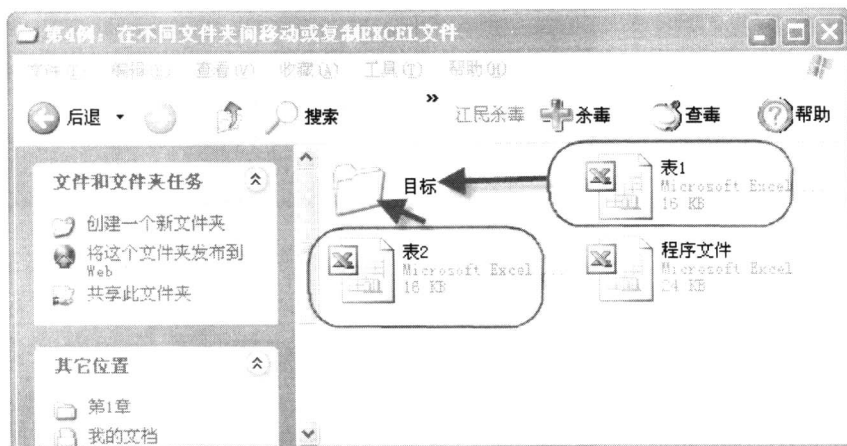 第4例：在不同文件夹间移动或复制EXCEL文件
文件(F) 编辑(E) 查看(V) 收藏(A) 工具(T) 帮助(H)
后退 搜索 » 江民杀毒 杀毒 查毒 帮助
文件和文件夹任务
创建一个新文件夹
将这个文件夹发布到
Web
共享此文件夹
其它位置
第1章
我的文档
目标
表1
Microsoft Excel ...
16 KB
表2
Microsoft Excel ...
16 KB
程序文件
Microsoft Excel
24 KB